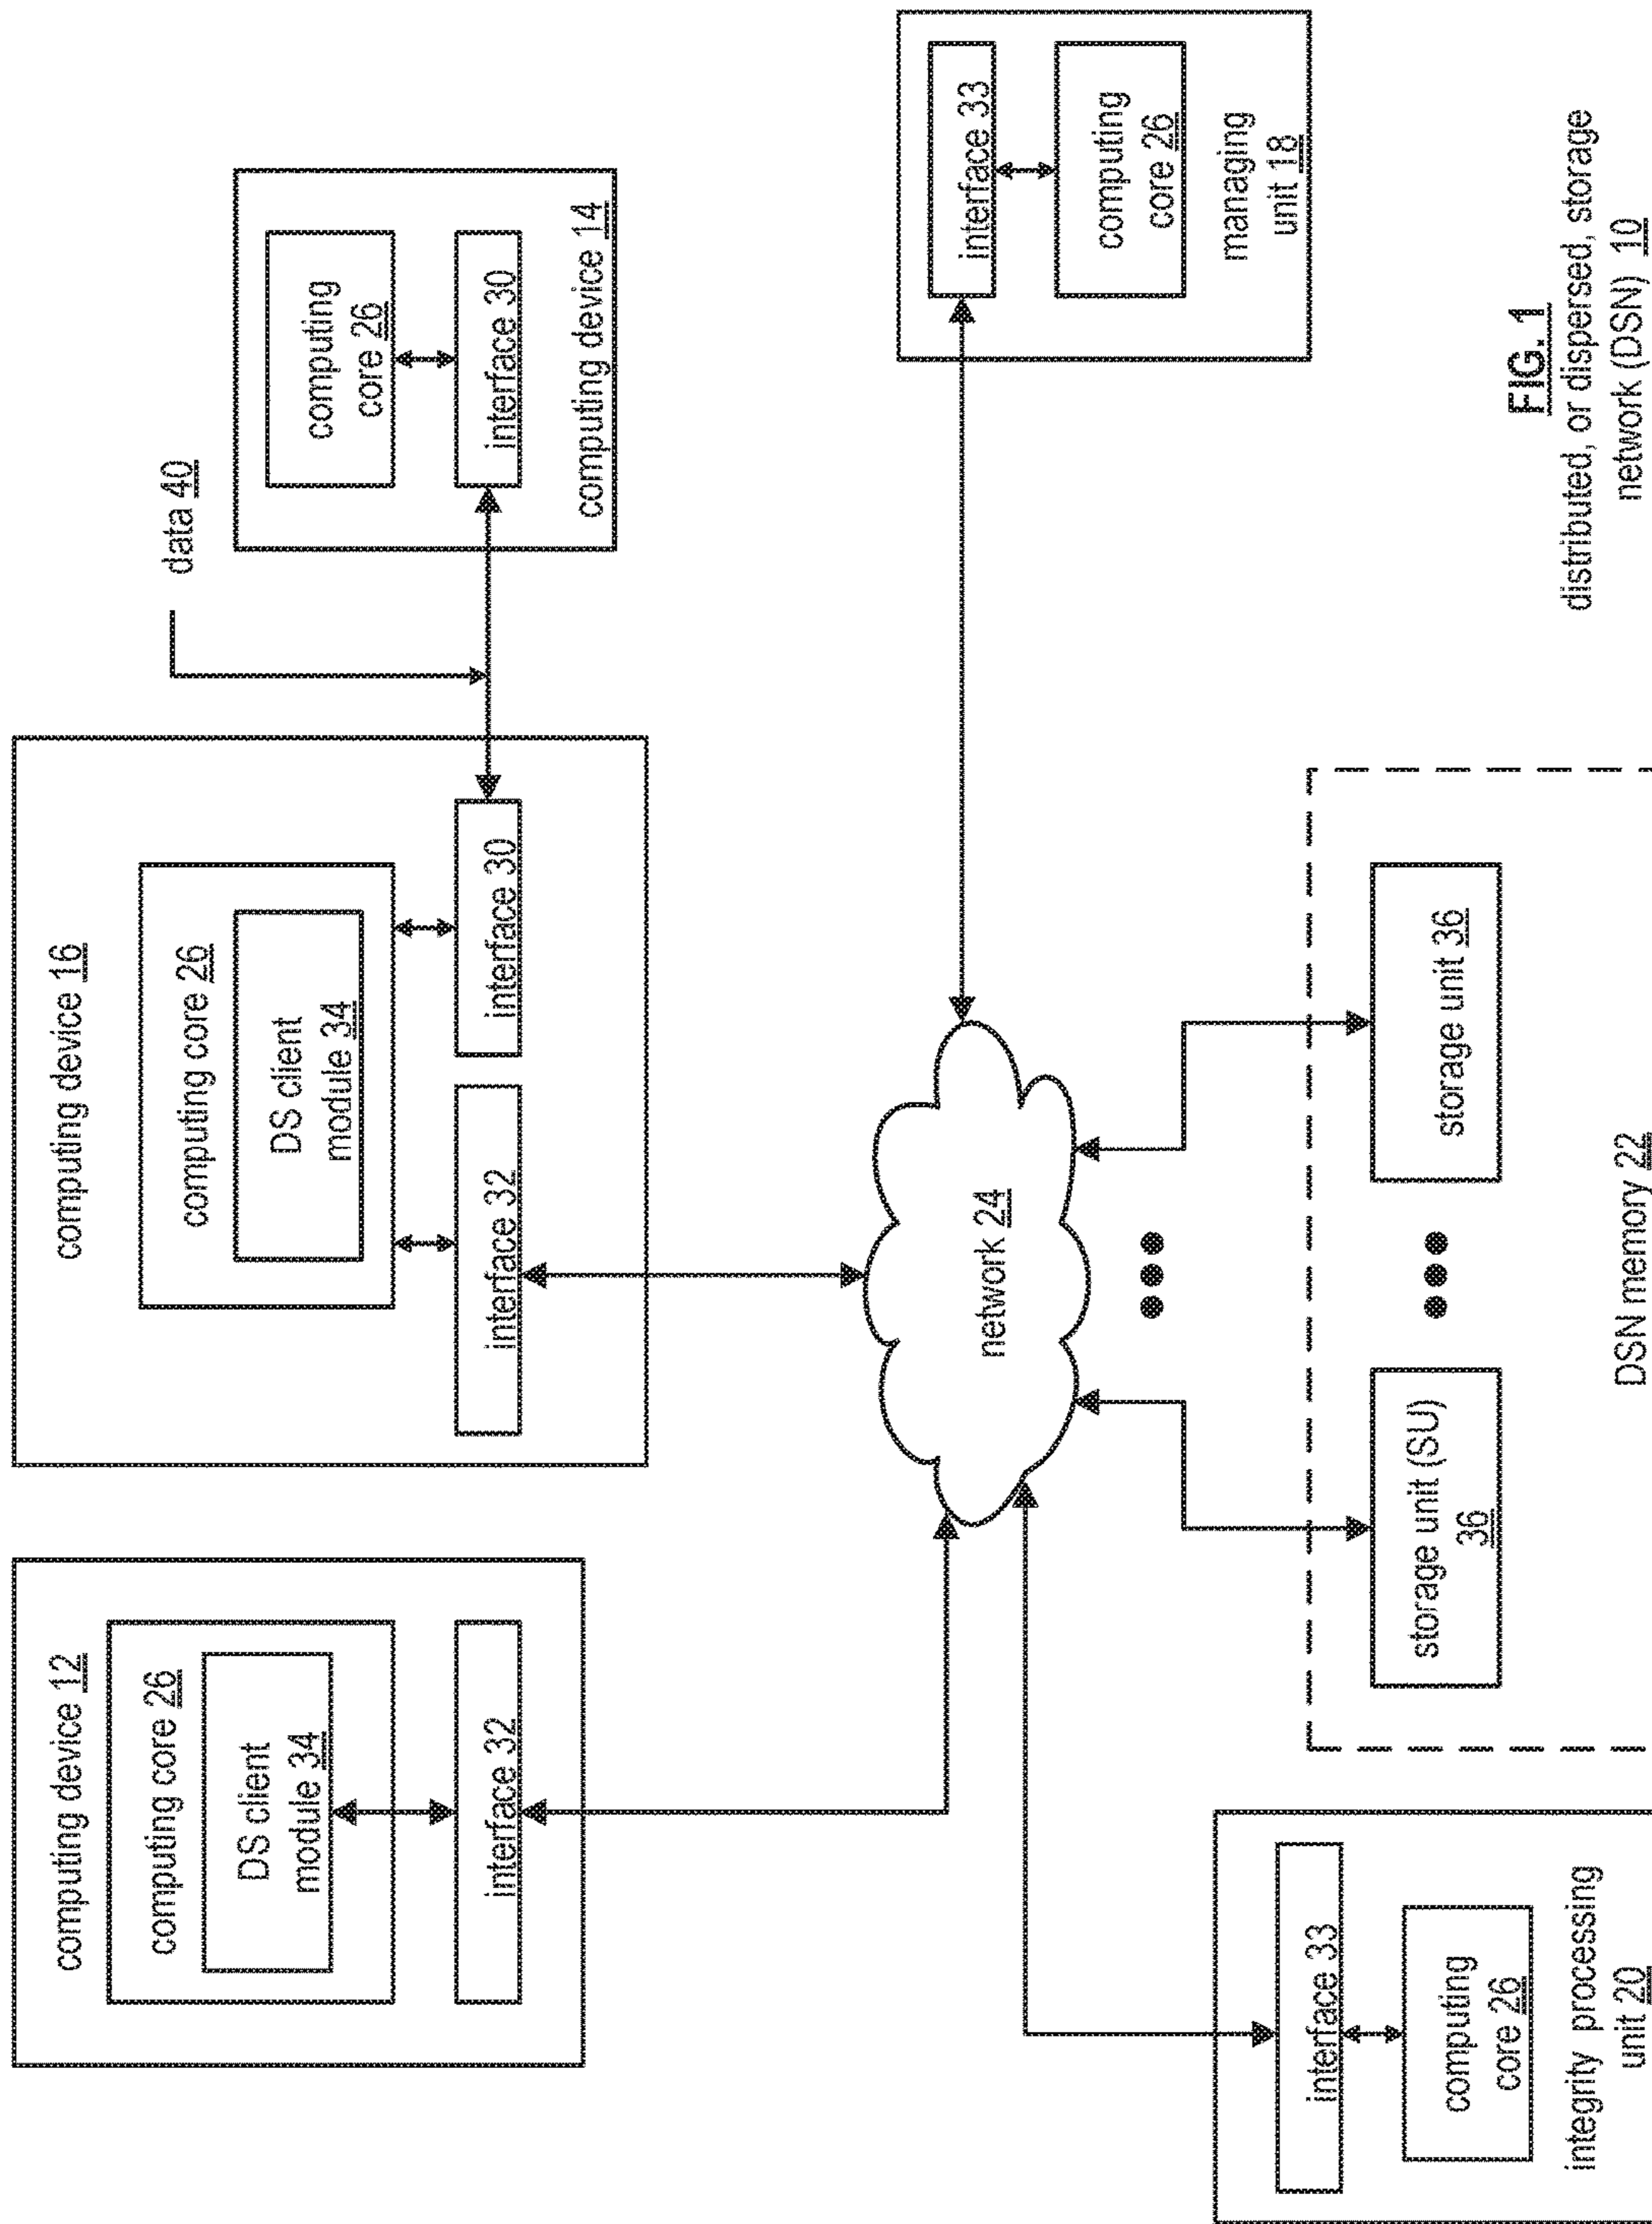 computing device 12
computing core 26
DS client
module 34
interface 32
computing device 16
computing core 26
DS client
module 34
interface 32
interface 30
data 40
computing
core 26
interface 30
computing device 14
network 24
interface 33
computing
core 26
managing
unit 18
interface 33
computing
core 26
integrity processing
unit 20
storage unit (SU)
36
storage unit 36
DSN memory 22
FIG. 1
distributed, or dispersed, storage
network (DSN) 10